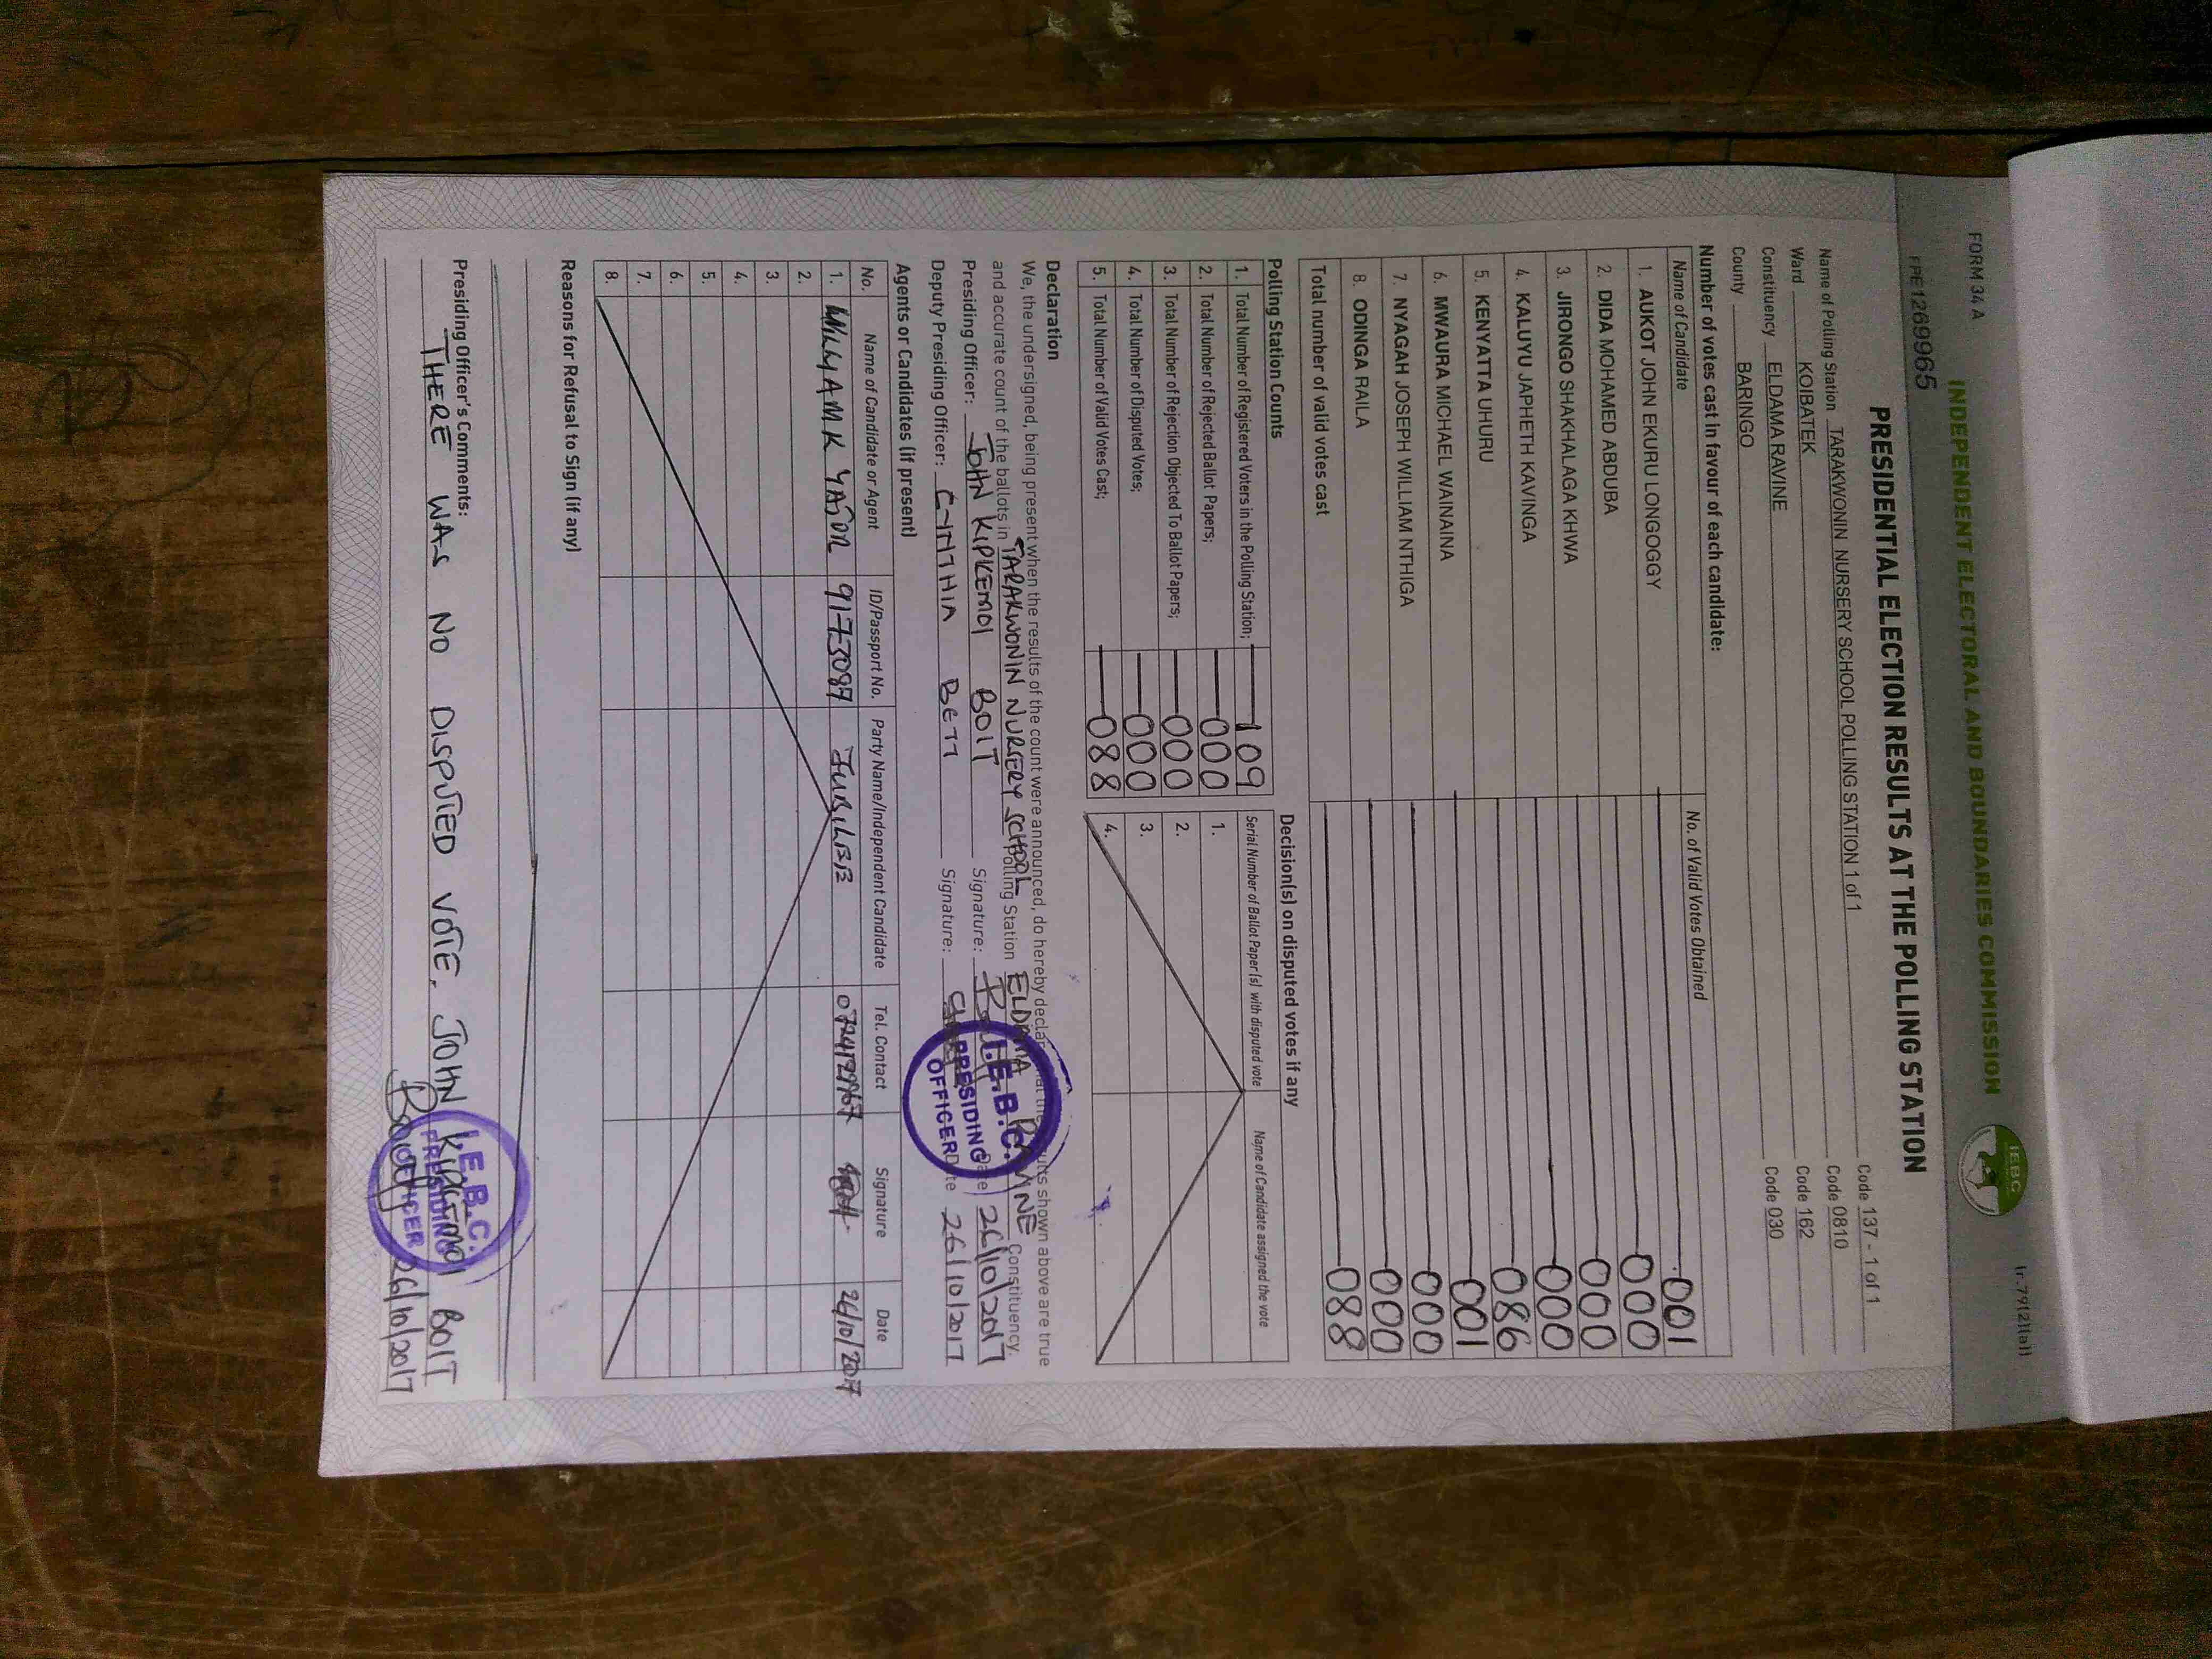 FORM 34 A
(r.79(2)(a))
INDEPENDENT ELECTORAL AND BOUNDARIES COMMISSION
IEBC
FPE1269965
PRESIDENTIAL ELECTION RESULTS AT THE POLLING STATION
Name of Polling Station TARAKWONIN NURSERY SCHOOL POLLING STATION 1 of 1 Code 137 - 1 of 1
Ward KOIBATEK Code 0810
Constituency ELDAMA RAVINE Code 162
County BARINGO Code 030
Number of votes cast in favour of each candidate:
Name of Candidate No. of Valid Votes Obtained
1. AUKOT JOHN EKURU LONGOGGY 001
2. DIDA MOHAMED ABDUBA 000
3. JIRONGO SHAKHALAGA KHWA 000
4. KALUYU JAPHETH KAVINGA 000
5. KENYATTA UHURU 086
6. MWAURA MICHAEL WAINAINA 001
7. NYAGAH JOSEPH WILLIAM NTHIGA 000
8. ODINGA RAILA 000
Total number of valid votes cast 088
Polling Station Counts
1. Total Number of Registered Voters in the Polling Station; 109
2. Total Number of Rejected Ballot Papers; 000
3. Total Number of Rejection Objected To Ballot Papers; 000
4. Total Number of Disputed Votes; 000
5. Total Number of Valid Votes Cast; 088
Decision(s) on disputed votes if any
Serial Number of Ballot Paper(s) with disputed vote Name of Candidate assigned the vote
1.
2.
3.
4.
Declaration
We, the undersigned, being present when the results of the count were announced, do hereby declare that the results shown above are true
and accurate count of the ballots in TARAKWONIN NURSERY SCHOOL Polling Station ELDAMA RAVINE Constituency.
Presiding Officer: JOHN KIPKEMOI BOIT Signature: Date 26/10/2017
Deputy Presiding Officer: CYNTHIA BETT Signature: Date 26/10/2017
I.E.B.C.
PRESIDING
OFFICER
Agents or Candidates (if present)
No. Name of Candidate or Agent ID/Passport No. Party Name/Independent Candidate Tel. Contact Signature Date
1. YATOR JUBILEE 26/10/2017
2.
3.
4.
5.
6.
7.
8.
Reasons for Refusal to Sign (if any)
Presiding Officer's Comments:
THERE WAS NO DISPUTED VOTE. JOHN KIPKEMOI BOIT
26/10/2017
I.E.B.C.
PRESIDING
OFFICER